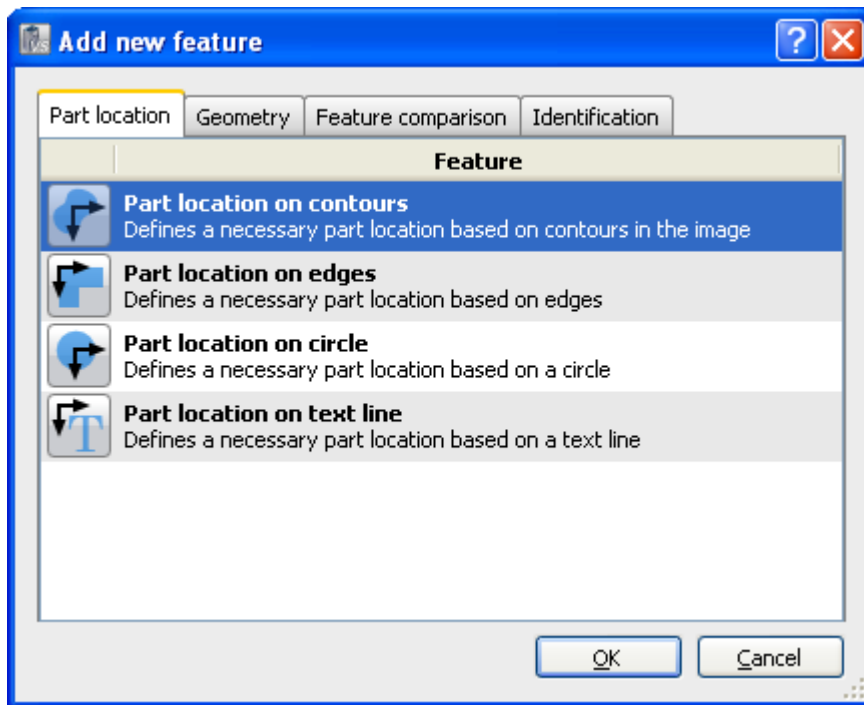 Add new feature
Part location Geometry Feature comparison Identification
Feature
Part location on contours
Defines a necessary part location based on contours in the image
Part location on edges
Defines a necessary part location based on edges
Part location on circle
Defines a necessary part location based on a circle
Part location on text line
Defines a necessary part location based on a text line
OK Cancel